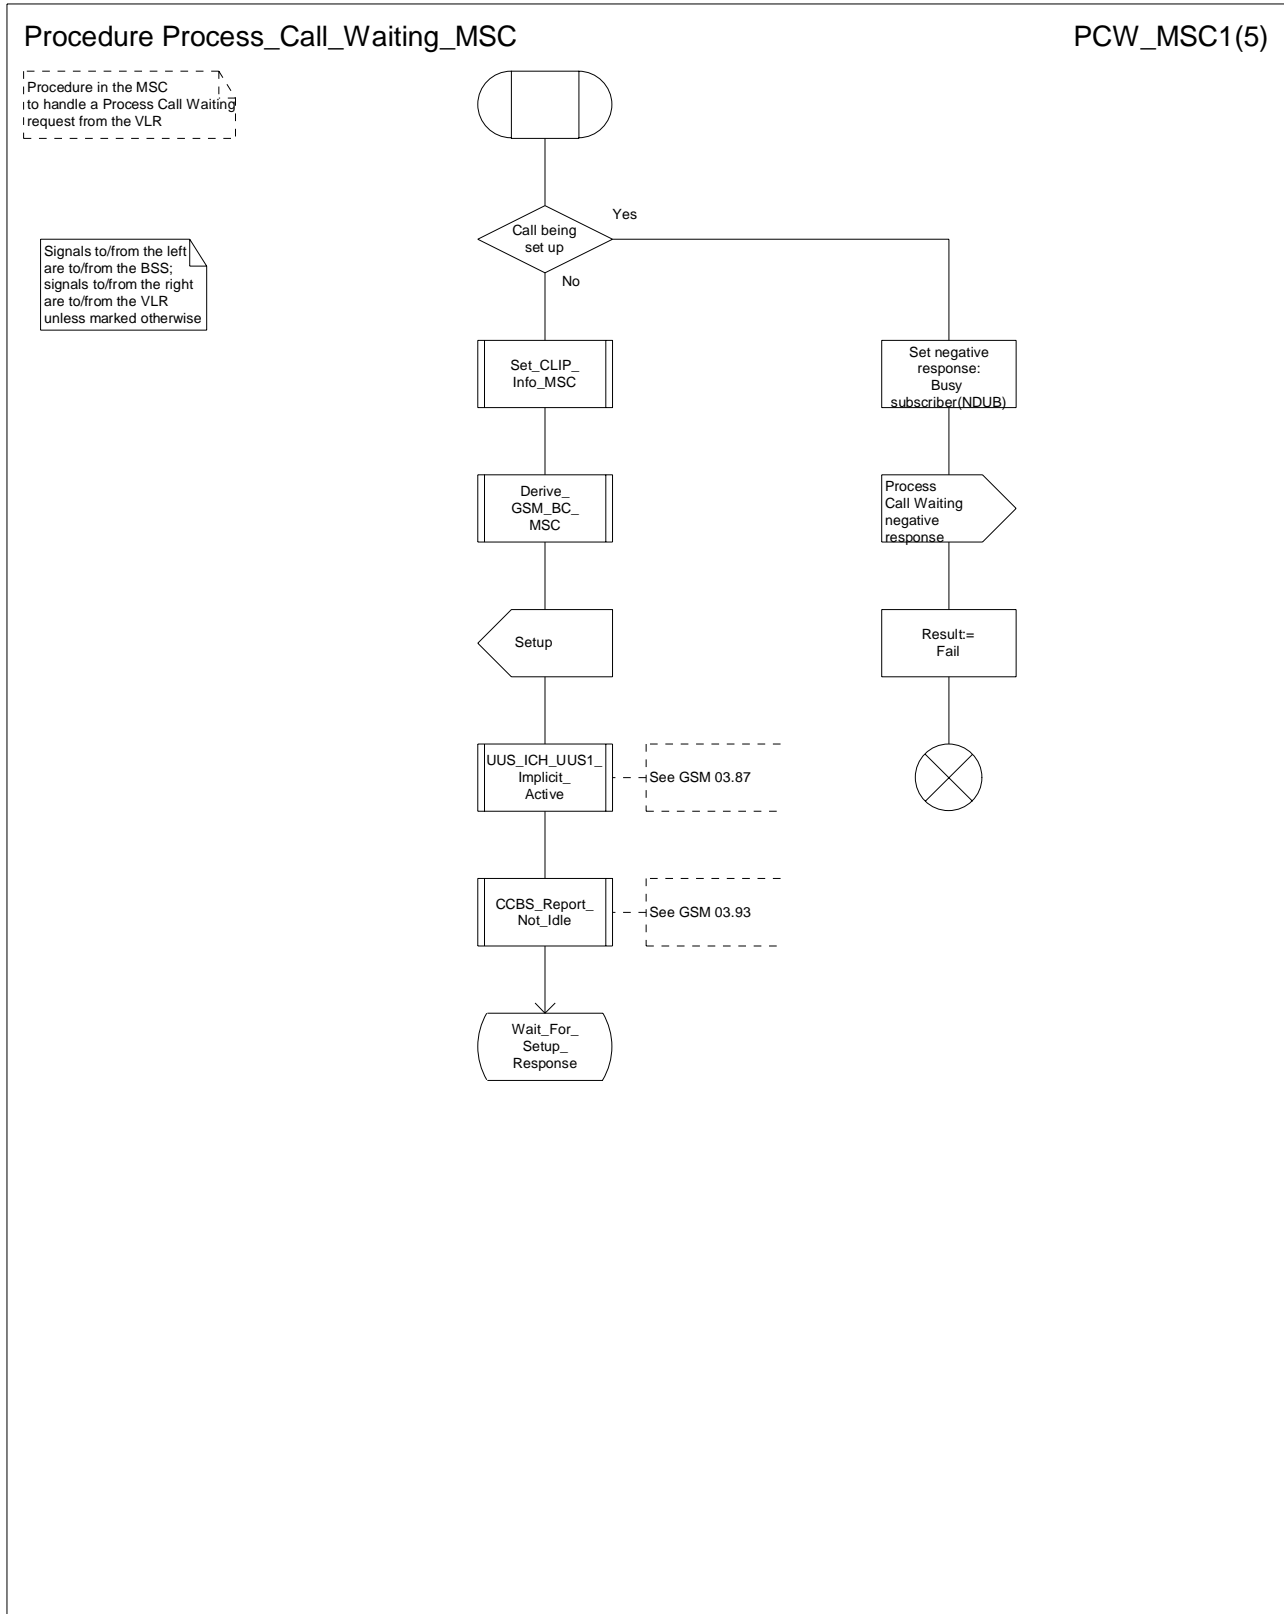 Procedure Process_Call_Waiting_MSC
PCW_MSC1(5)
Procedure in the MSC
to handle a Process Call Waiting
request from the VLR
Signals to/from the left
are to/from the BSS;
signals to/from the right
are to/from the VLR
unless marked otherwise
Call being
set up
Yes
No
Set_CLIP_
Info_MSC
Set negative
response:
Busy
subscriber(NDUB)
Derive_
GSM_BC_
MSC
Process
Call Waiting
negative
response
Setup
Result:=
Fail
UUS_ICH_UUS1_
Implicit_
Active
See GSM 03.87
CCBS_Report_
Not_Idle
See GSM 03.93
Wait_For_
Setup_
Response